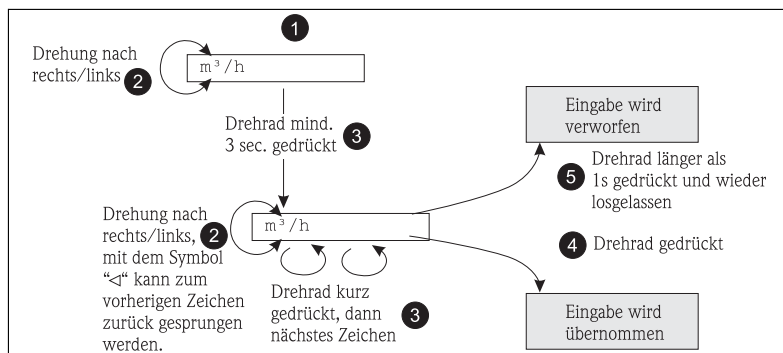 1
Drehung nach
rechts/links
2
m³/h
Drehrad mind.
3 sec. gedrückt
3
Eingabe wird
verworfen
5
Drehrad länger als
1s gedrückt und wieder
losgelassen
Drehung nach
rechts/links,
2
mit dem Symbol
“◁“ kann zum
vorherigen Zeichen
zurück gesprungen
werden.
m³/h
Drehrad kurz
gedrückt, dann
nächstes Zeichen
3
4
Drehrad gedrückt
Eingabe wird
übernommen